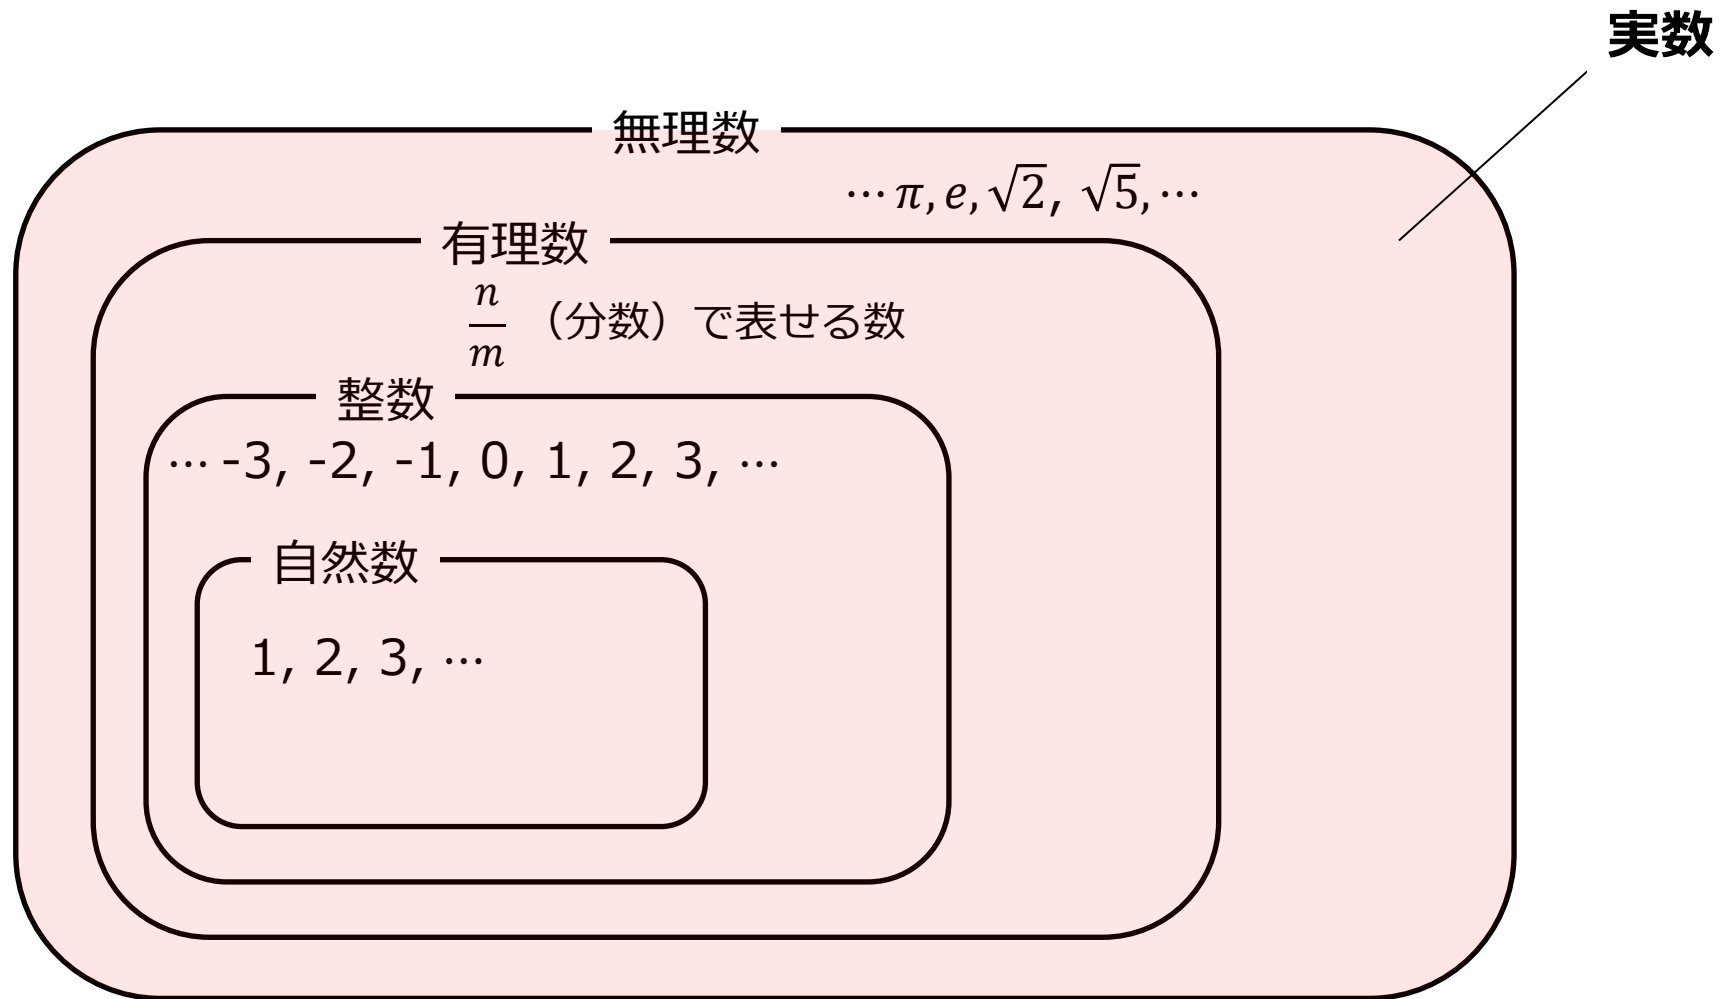 実数
無理数
… π, e, √2, √5, …
有理数
n/m （分数）で表せる数
整数
… -3, -2, -1, 0, 1, 2, 3, …
自然数
1, 2, 3, …